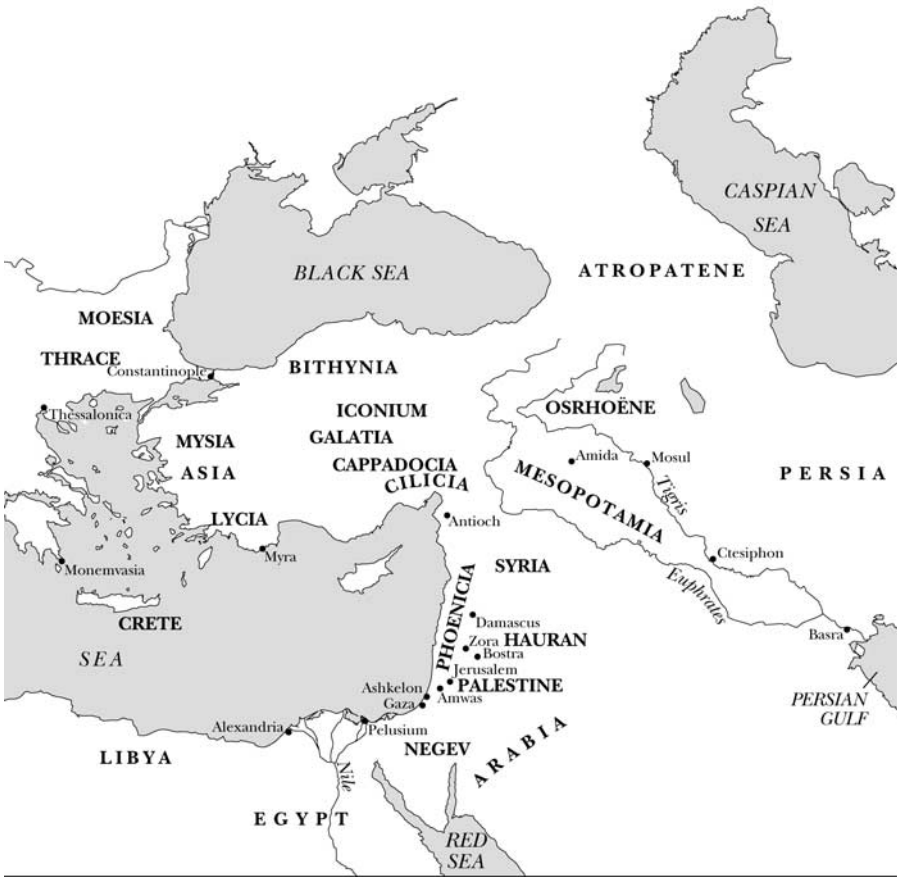 CASPIAN
SEA
BLACK SEA
ATROPATENE
MOESIA
THRACE
Constantinople
BITHYNIA
Thessalonica
ICONIUM
OSRHOËNE
MYSIA
GALATIA
ASIA
CAPPADOCIA
CILICIA
Amida
Mosul
MESOPOTAMIA
Tigris
PERSIA
LYCIA
Antioch
Myra
Monemvasia
SYRIA
Ctesiphon
Euphrates
CRETE
PHOENICIA
Damascus
Zora
HAURAN
Bostra
Basra
SEA
Jerusalem
PALESTINE
Ashkelon
Amwas
Gaza
PERSIAN
GULF
Alexandria
Pelusium
LIBYA
NEGEV
ARABIA
Nile
EGYPT
RED
SEA